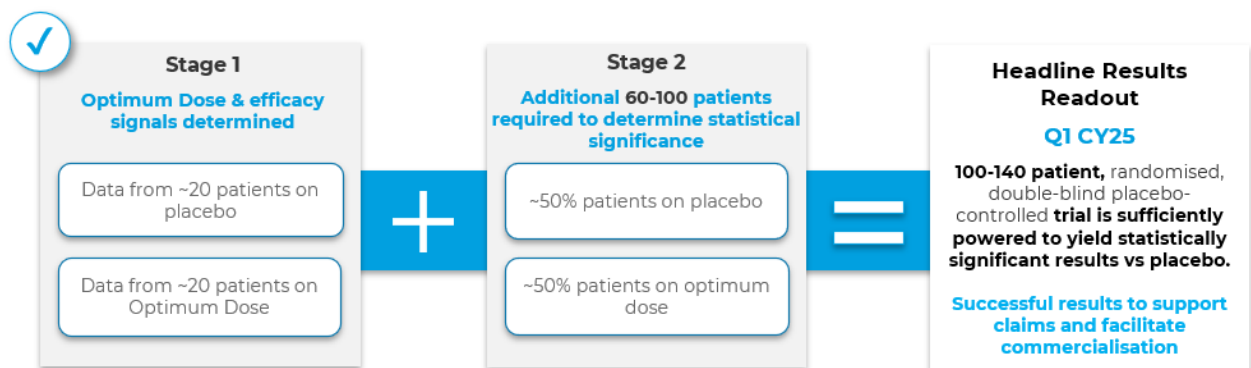 Stage 1
Optimum Dose & efficacy
signals determined
Data from ~20 patients on
placebo
Data from ~20 patients on
Optimum Dose
+
Stage 2
Additional 60-100 patients
required to determine statistical
significance
~50% patients on placebo
~50% patients on optimum
dose
=
Headline Results
Readout
Q1 CY25
100-140 patient, randomised,
double-blind placebo-
controlled trial is sufficiently
powered to yield statistically
significant results vs placebo.
Successful results to support
claims and facilitate
commercialisation